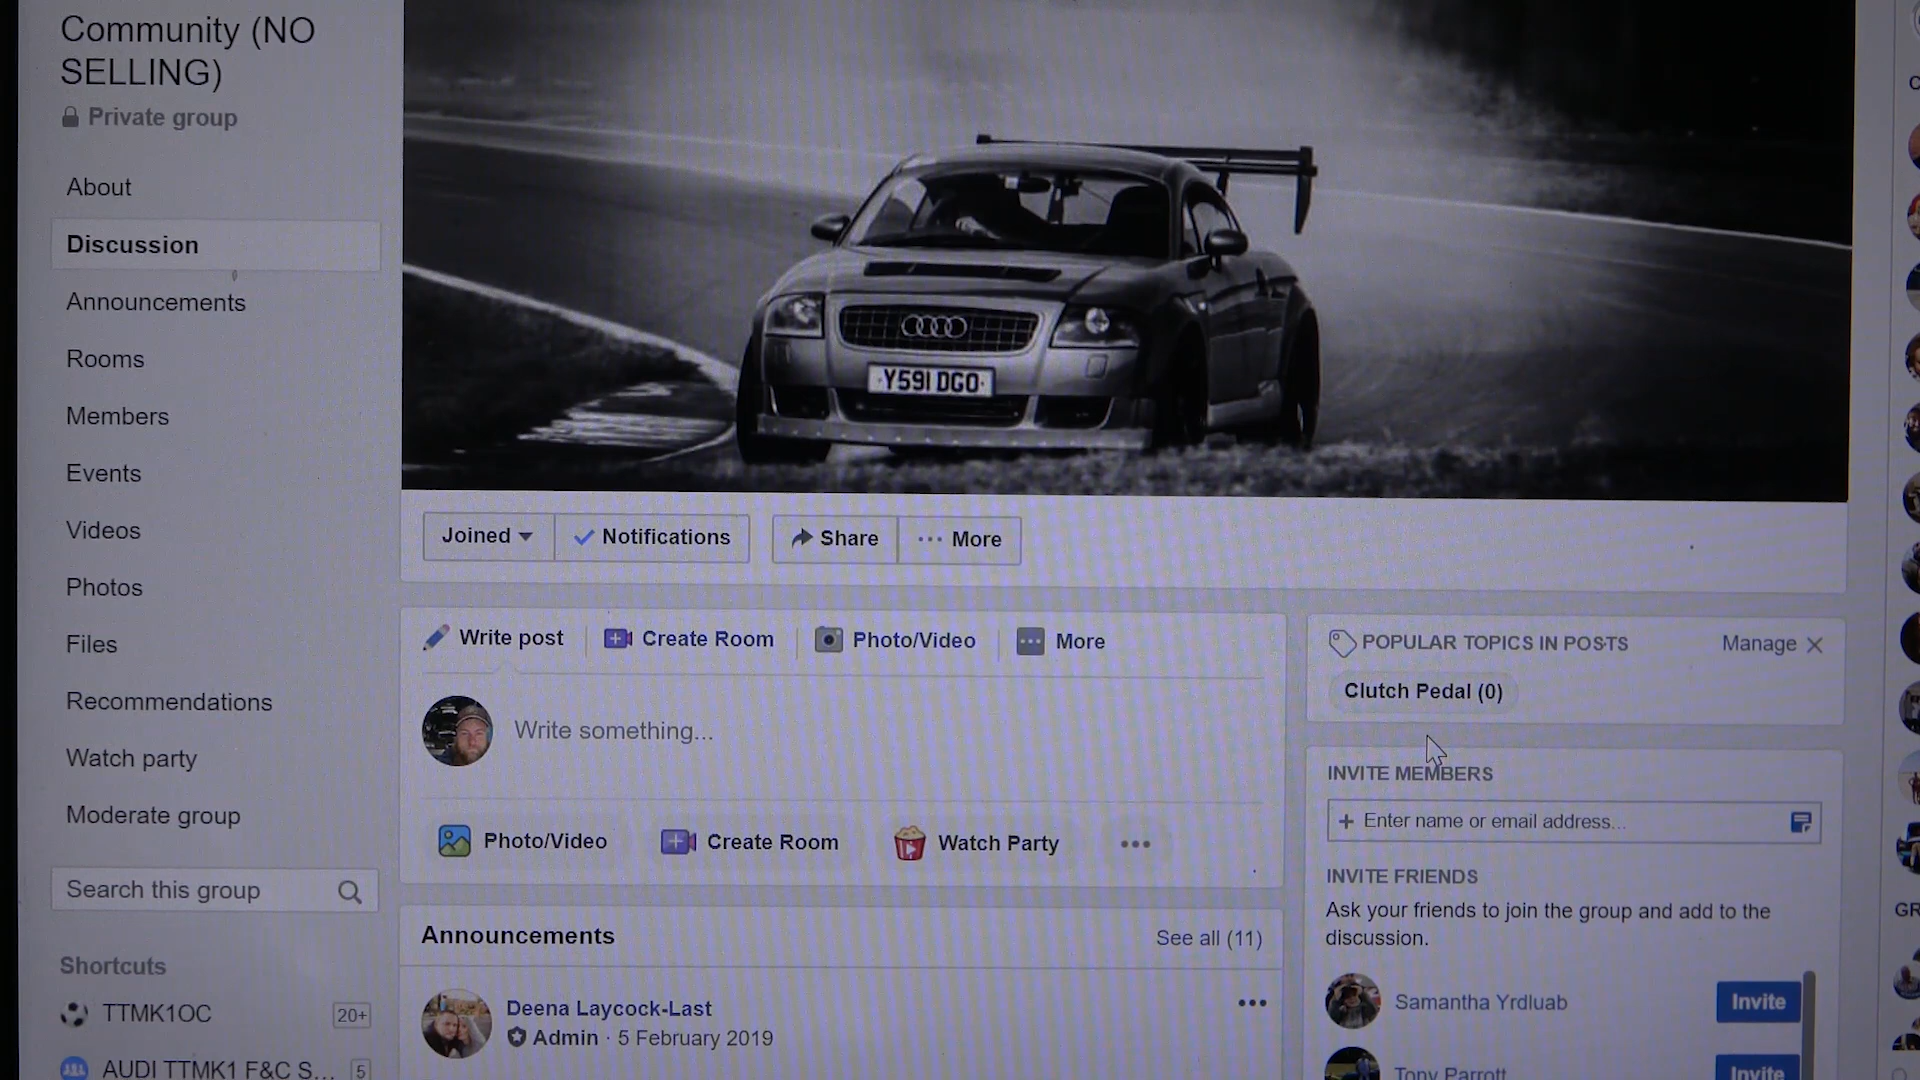 Community (NO
SELLING)
Private group
About
Discussion
Announcements
Rooms
Members
Events
Videos
Photos
Files
Recommendations
Watch party
Moderate group
Search this group
Shortcuts
TTMK1OC 20+
AUDI TTMK1 F&C S... 5
Y591 DGO
Joined Notifications Share More
Write post Create Room Photo/Video More
Write something...
Photo/Video Create Room Watch Party
Announcements See all (11)
Deena Laycock-Last
Admin · 5 February 2019
POPULAR TOPICS IN POSTS Manage
Clutch Pedal (0)
INVITE MEMBERS
+ Enter name or email address...
INVITE FRIENDS
Ask your friends to join the group and add to the
discussion.
Samantha Yrdluab Invite
Tony Parrott Invite
GR